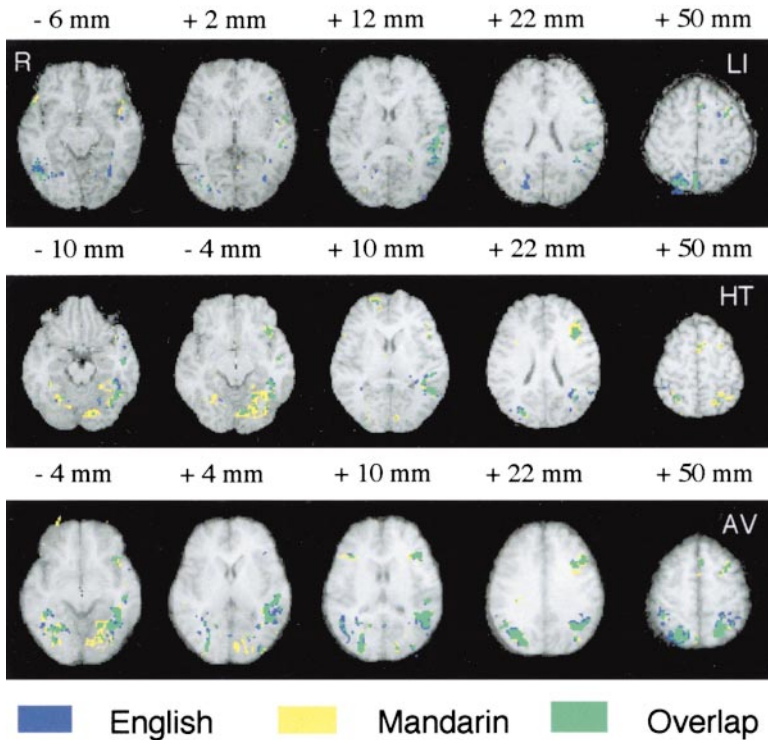 - 6 mm + 2 mm + 12 mm + 22 mm + 50 mm
R LI
- 10 mm - 4 mm + 10 mm + 22 mm + 50 mm
HT
- 4 mm + 4 mm + 10 mm + 22 mm + 50 mm
AV
English Mandarin Overlap